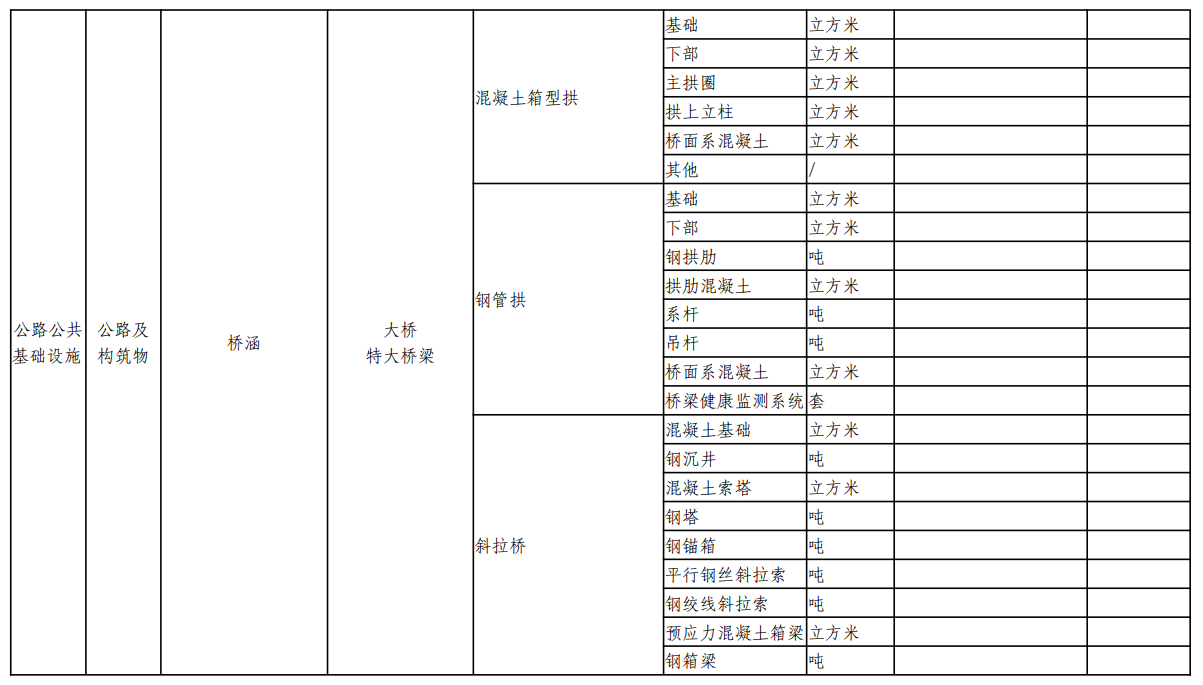 公路公共
基础设施
公路及
构筑物
桥涵
大桥
特大桥梁
混凝土箱型拱
基础 立方米
下部 立方米
主拱圈 立方米
拱上立柱 立方米
桥面系混凝土 立方米
其他 /
钢管拱
基础 立方米
下部 立方米
钢拱肋 吨
拱肋混凝土 立方米
系杆 吨
吊杆 吨
桥面系混凝土 立方米
桥梁健康监测系统 套
斜拉桥
混凝土基础 立方米
钢沉井 吨
混凝土索塔 立方米
钢塔 吨
钢锚箱 吨
平行钢丝斜拉索 吨
钢绞线斜拉索 吨
预应力混凝土箱梁 立方米
钢箱梁 吨